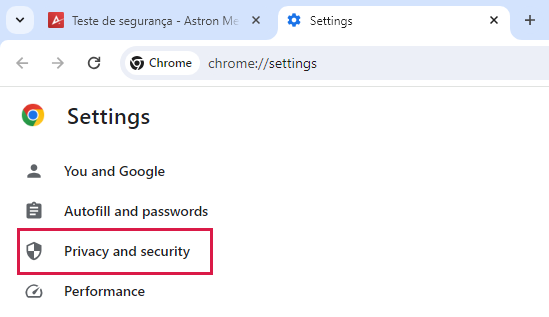 Teste de segurança - Astron Me
Settings
Chrome
chrome://settings
Settings
You and Google
Autofill and passwords
Privacy and security
Performance